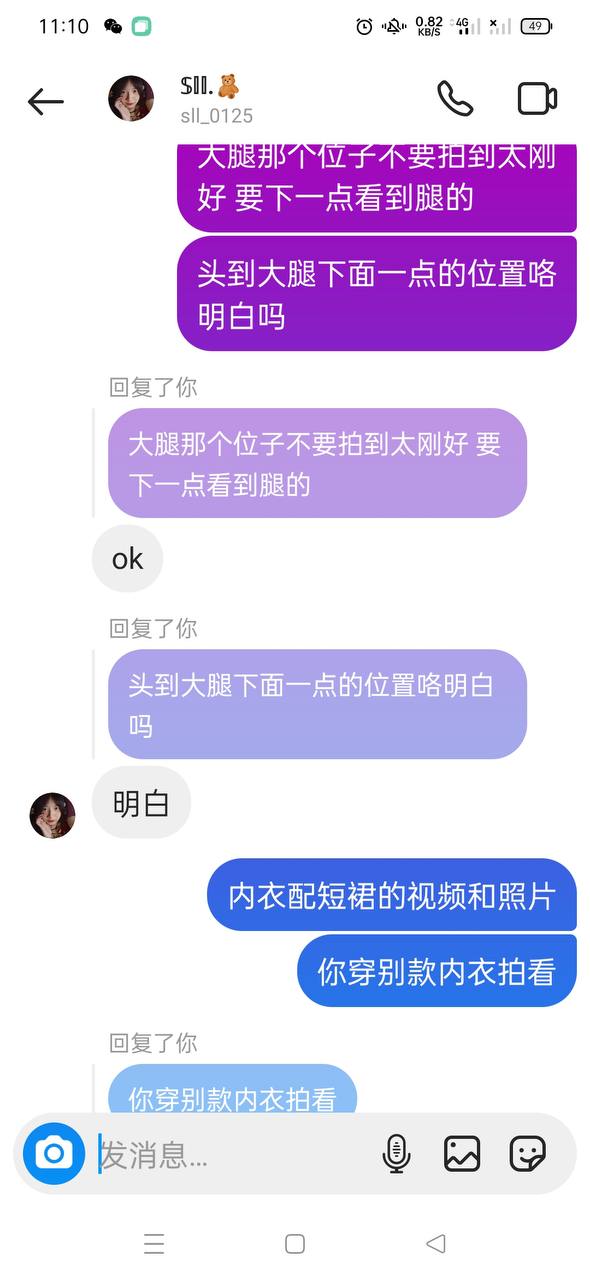 11:10
0.82
KB/S
4G
49
Sll.
sll_0125
大腿那个位子不要拍到太刚
好 要下一点看到腿的
头到大腿下面一点的位置咯
明白吗
回复了你
大腿那个位子不要拍到太刚好 要
下一点看到腿的
ok
回复了你
头到大腿下面一点的位置咯明白
吗
明白
内衣配短裙的视频和照片
你穿别款内衣拍看
回复了你
你穿别款内衣拍看
发消息...